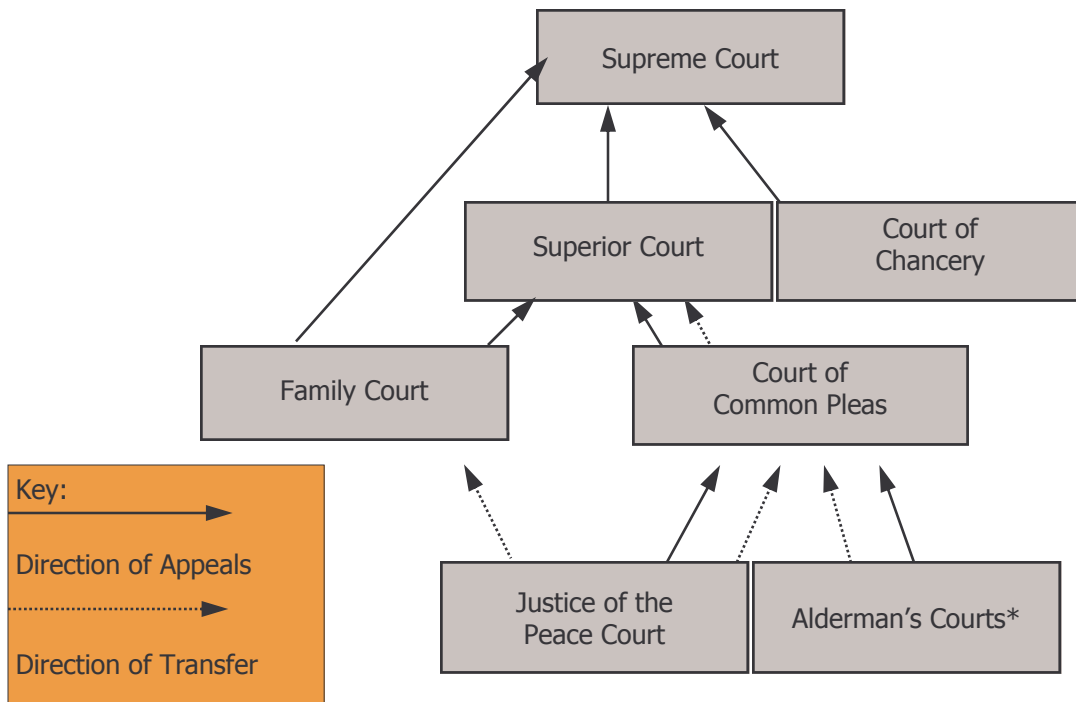 Supreme Court
Superior Court
Court of
Chancery
Family Court
Court of
Common Pleas
Key:
Direction of Appeals
Direction of Transfer
Justice of the
Peace Court
Alderman’s Courts*